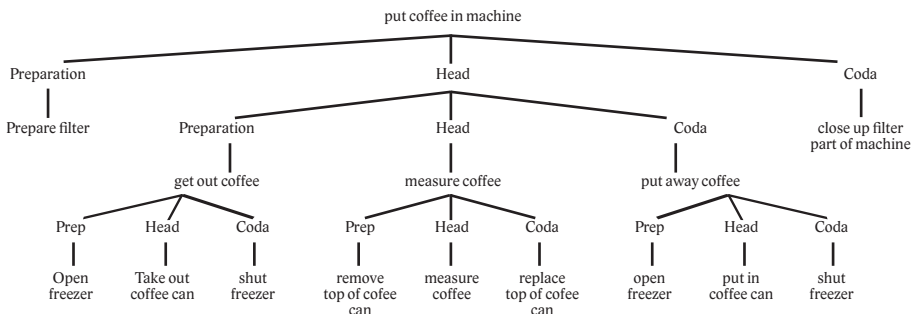 put coffee in machine
Preparation Head Coda
Prepare filter Preparation Head Coda close up filter
part of machine
get out coffee measure coffee put away coffee
Prep Head Coda Prep Head Coda Prep Head Coda
Open Take out shut remove measure replace open put in shut
freezer coffee can freezer top of cofee coffee top of cofee freezer coffee can freezer
can can